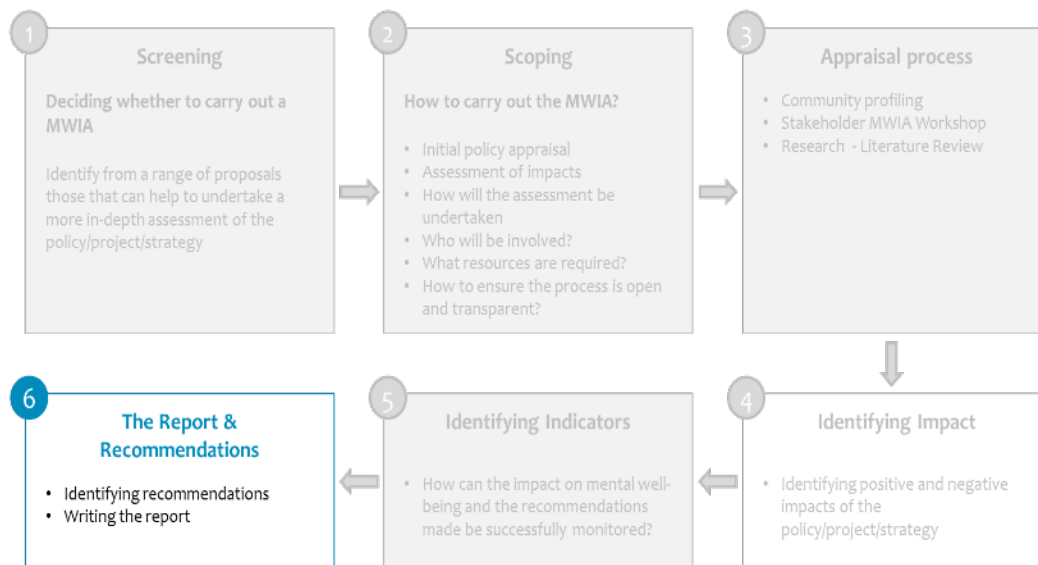 1
Screening
Deciding whether to carry out a
MWIA
Identify from a range of proposals
those that can help to undertake a
more in-depth assessment of the
policy/project/strategy
2
Scoping
How to carry out the MWIA?
• Initial policy appraisal
• Assessment of impacts
• How will the assessment be
undertaken
• Who will be involved?
• What resources are required?
• How to ensure the process is open
and transparent?
3
Appraisal process
• Community profiling
• Stakeholder MWIA Workshop
• Research - Literature Review
4
Identifying Impact
• Identifying positive and negative
impacts of the
policy/project/strategy
5
Identifying Indicators
• How can the impact on mental well-
being and the recommendations
made be successfully monitored?
6
The Report &
Recommendations
• Identifying recommendations
• Writing the report